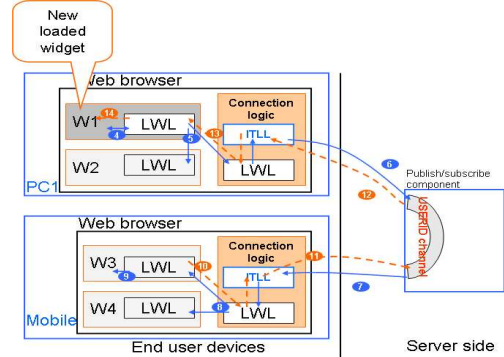 New
loaded
widget
Web browser
Connection
logic
W1
14
4
LWL
5
13
ITLL
LWL
6
W2
LWL
12
PC1
Publish/subscribe
component
USERID channel
Web browser
Connection
logic
11
W3
LWL
10
9
ITLL
7
W4
LWL
8
LWL
Mobile
End user devices
Server side